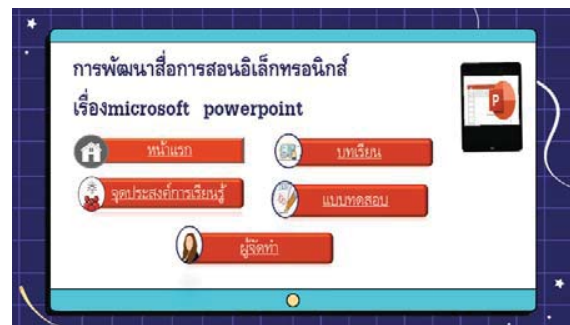 การพัฒนาสื่อการสอนอิเล็กทรอนิกส์
เรื่องmicrosoft powerpoint
P
หน้าแรก
บทเรียน
จุดประสงค์การเรียนรู้
แบบทดสอบ
ผู้จัดทำ